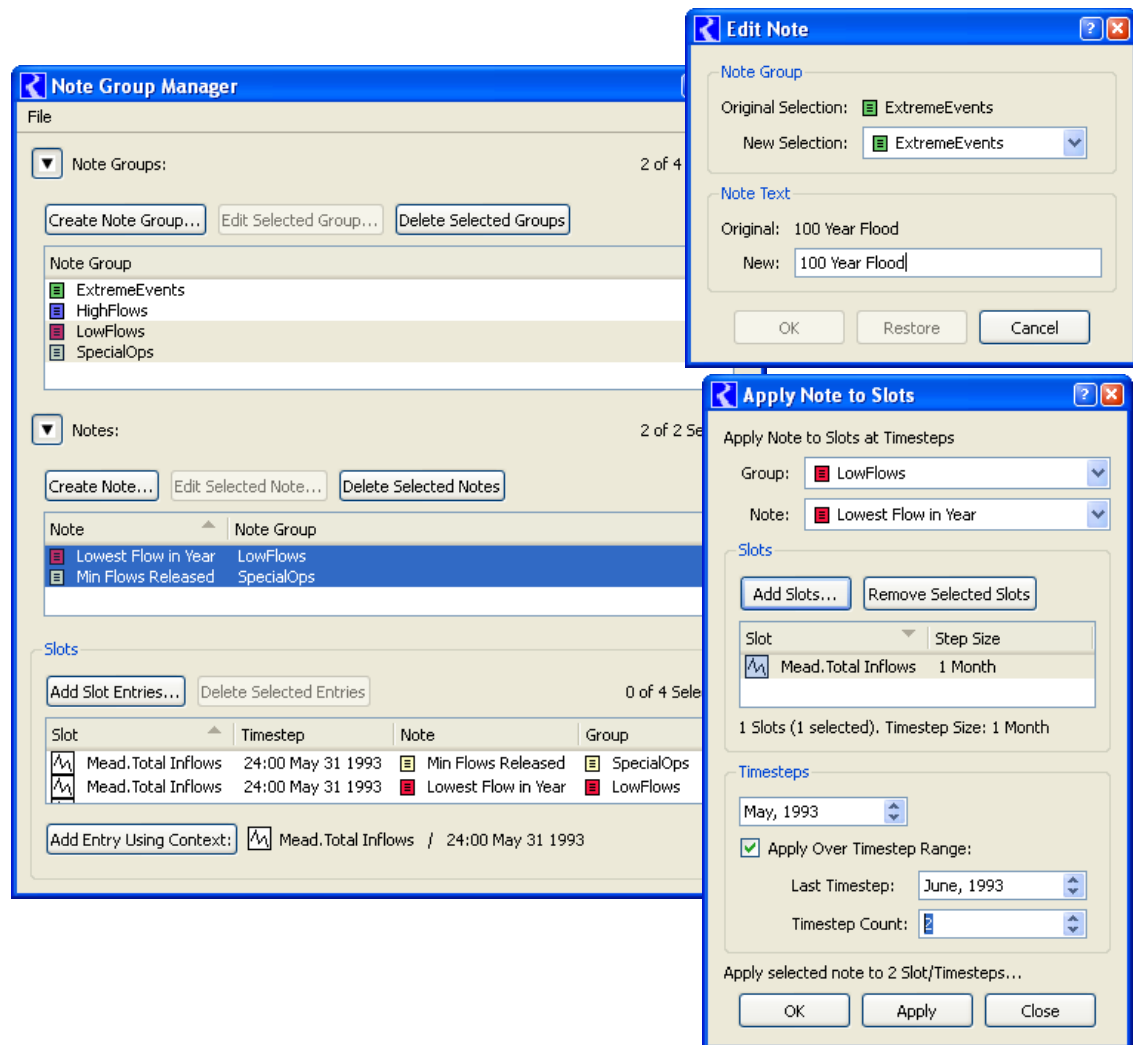 Note Group Manager
File
Note Groups:
2 of 4
Create Note Group...
Edit Selected Group...
Delete Selected Groups
Note Group
ExtremeEvents
HighFlows
LowFlows
SpecialOps
Notes:
2 of 2 Se
Create Note...
Edit Selected Note...
Delete Selected Notes
Note Note Group
Lowest Flow in Year LowFlows
Min Flows Released SpecialOps
Slots
Add Slot Entries...
Delete Selected Entries
0 of 4 Sele
Slot Timestep Note Group
Mead.Total Inflows 24:00 May 31 1993 Min Flows Released SpecialOps
Mead.Total Inflows 24:00 May 31 1993 Lowest Flow in Year LowFlows
Add Entry Using Context: Mead.Total Inflows / 24:00 May 31 1993
Edit Note
Note Group
Original Selection: ExtremeEvents
New Selection: ExtremeEvents
Note Text
Original: 100 Year Flood
New: 100 Year Flood
OK
Restore
Cancel
Apply Note to Slots
Apply Note to Slots at Timesteps
Group: LowFlows
Note: Lowest Flow in Year
Slots
Add Slots...
Remove Selected Slots
Slot Step Size
Mead.Total Inflows 1 Month
1 Slots (1 selected). Timestep Size: 1 Month
Timesteps
May, 1993
Apply Over Timestep Range:
Last Timestep: June, 1993
Timestep Count: 2
Apply selected note to 2 Slot/Timesteps...
OK
Apply
Close